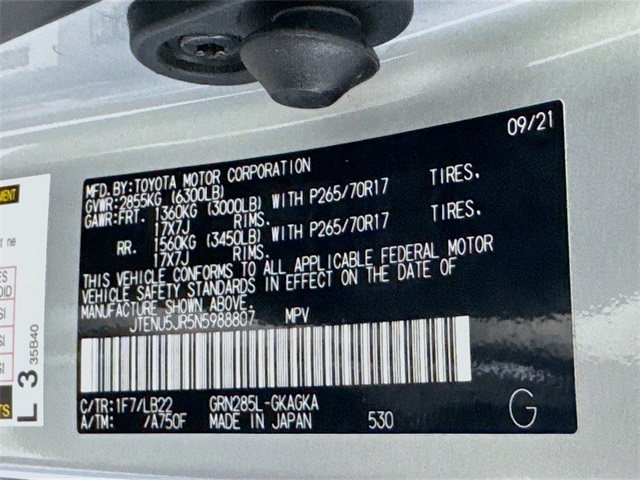 09/21
MFD. BY: TOYOTA MOTOR CORPORATION
GVWR: 2855KG (6300LB)
GAWR: FRT. 1360KG (3000LB) WITH P265/70R17 TIRES.
17X7J RIMS.
RR. 1560KG (3450LB) WITH P265/70R17 TIRES.
17X7J RIMS.
THIS VEHICLE CONFORMS TO ALL APPLICABLE FEDERAL MOTOR
VEHICLE SAFETY STANDARDS IN EFFECT ON THE DATE OF
MANUFACTURE SHOWN ABOVE.
JTENU5JR5N5988807 MPV
C/TR: 1F7/LB22 GRN285L-GKAGKA
A/TM: /A750F MADE IN JAPAN 530 G
L 3 35B40